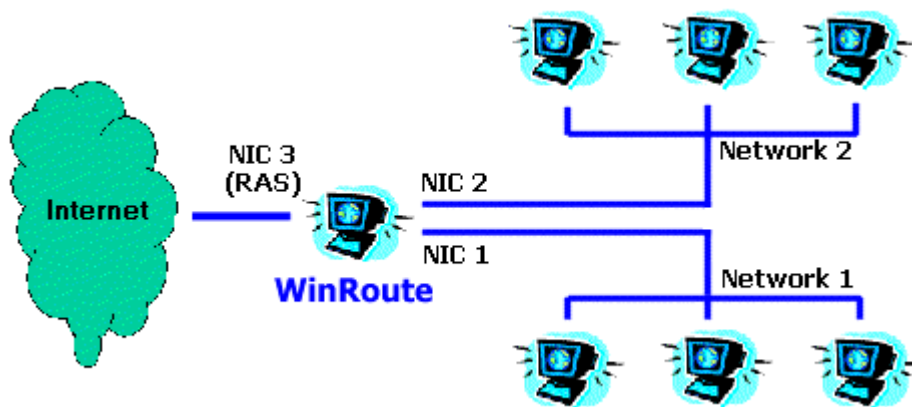 NIC 3
(RAS)
Internet
NIC 2
NIC 1
WinRoute
Network 2
Network 1